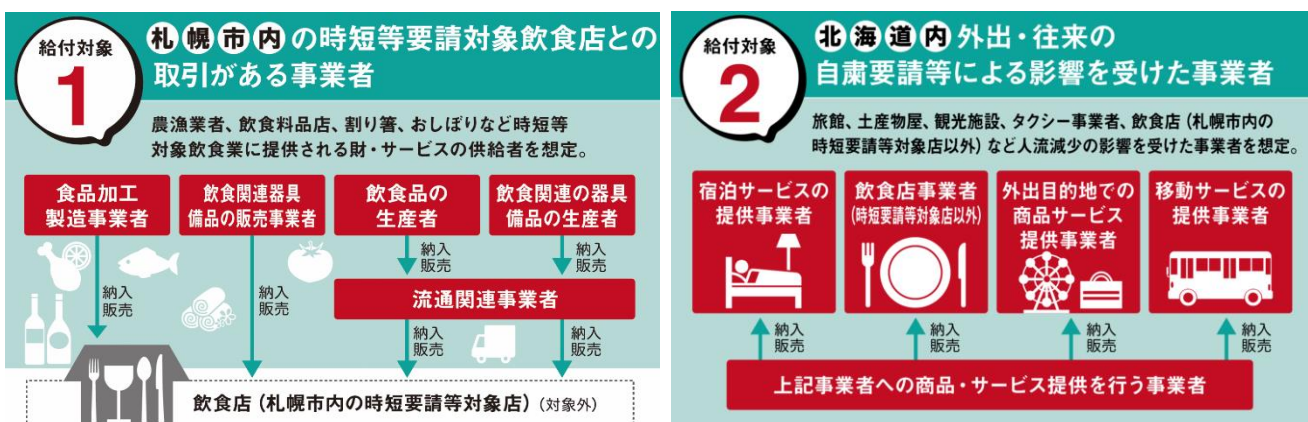 給付対象
1
札幌市内の時短等要請対象飲食店との
取引がある事業者
農漁業者、飲食料品店、割り箸、おしぼりなど時短等
対象飲食業に提供される財・サービスの供給者を想定。
食品加工
製造事業者
飲食関連器具
備品の販売事業者
飲食品の
生産者
飲食関連の器具
備品の生産者
納入
販売
納入
販売
流通関連事業者
納入
販売
納入
販売
納入
販売
納入
販売
飲食店(札幌市内の時短要請等対象店)(対象外)
給付対象
2
北海道内外出・往来の
自粛要請等による影響を受けた事業者
旅館、土産物屋、観光施設、タクシー事業者、飲食店(札幌市内の
時短要請等対象店以外)など人流減少の影響を受けた事業者を想定。
宿泊サービスの
提供事業者
飲食店事業者
(時短要請等対象店以外)
外出目的地での
商品サービス
提供事業者
移動サービスの
提供事業者
納入
販売
納入
販売
納入
販売
納入
販売
上記事業者への商品・サービス提供を行う事業者